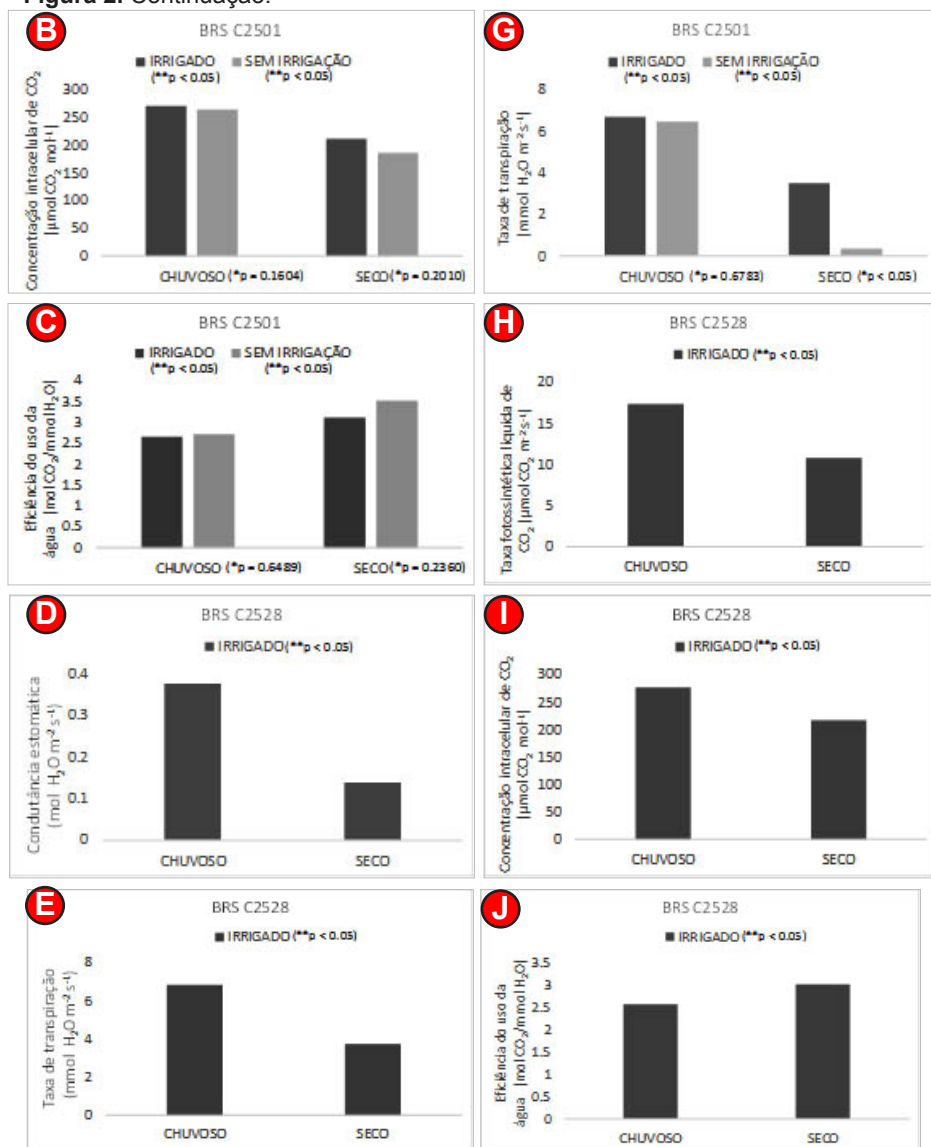 Figura 2. Continuação.
B
BRS C2501
■ IRRIGADO ■ SEM IRRIGAÇÃO
(**p < 0.05) (**p < 0.05)
Concentração intracelular de CO₂
|µmol CO₂ mol⁻¹|
300
250
200
150
100
50
0
CHUVOSO (*p = 0.1604) SECO (*p = 0.2010)
G
BRS C2501
■ IRRIGADO ■ SEM IRRIGAÇÃO
(**p < 0.05) (**p < 0.05)
Taxa de transpiração
|mmol H₂O m⁻² s⁻¹|
8
6
4
2
0
CHUVOSO (*p = 0.6783) SECO (*p < 0.05)
C
BRS C2501
■ IRRIGADO ■ SEM IRRIGAÇÃO
(**p < 0.05) (**p < 0.05)
Eficiência do uso da
água |mol CO₂/mmol H₂O|
4
3.5
3
2.5
2
1.5
1
0.5
0
CHUVOSO (*p = 0.6489) SECO (*p = 0.2360)
H
BRS C2528
■ IRRIGADO (**p < 0.05)
Taxa fotossintética líquida de
CO₂ |µmol CO₂ m⁻² s⁻¹|
20
15
10
5
0
CHUVOSO SECO
D
BRS C2528
■ IRRIGADO (**p < 0.05)
Condutância estomática
(mol H₂O m⁻² s⁻¹)
0.4
0.3
0.2
0.1
0
CHUVOSO SECO
I
BRS C2528
■ IRRIGADO (**p < 0.05)
Concentração intracelular de CO₂
|µmol CO₂ mol⁻¹|
300
250
200
150
100
50
0
CHUVOSO SECO
E
BRS C2528
■ IRRIGADO (**p < 0.05)
Taxa de transpiração
(mmol H₂O m⁻² s⁻¹)
8
6
4
2
0
CHUVOSO SECO
J
BRS C2528
■ IRRIGADO (**p < 0.05)
Eficiência do uso da
água |mol CO₂/mmol H₂O|
3.5
3
2.5
2
1.5
1
0.5
0
CHUVOSO SECO